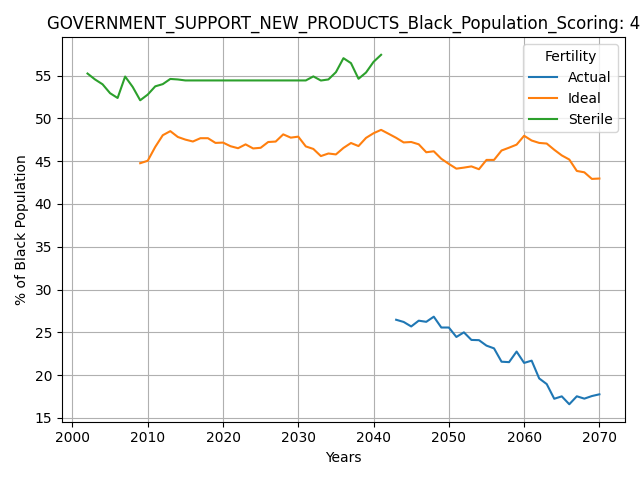 GOVERNMENT_SUPPORT_NEW_PRODUCTS_Black_Population_Scoring: 4
% of Black Population
55
50
45
40
35
30
25
20
15
Fertility
Actual
Ideal
Sterile
2000 2010 2020 2030 2040 2050 2060 2070
Years